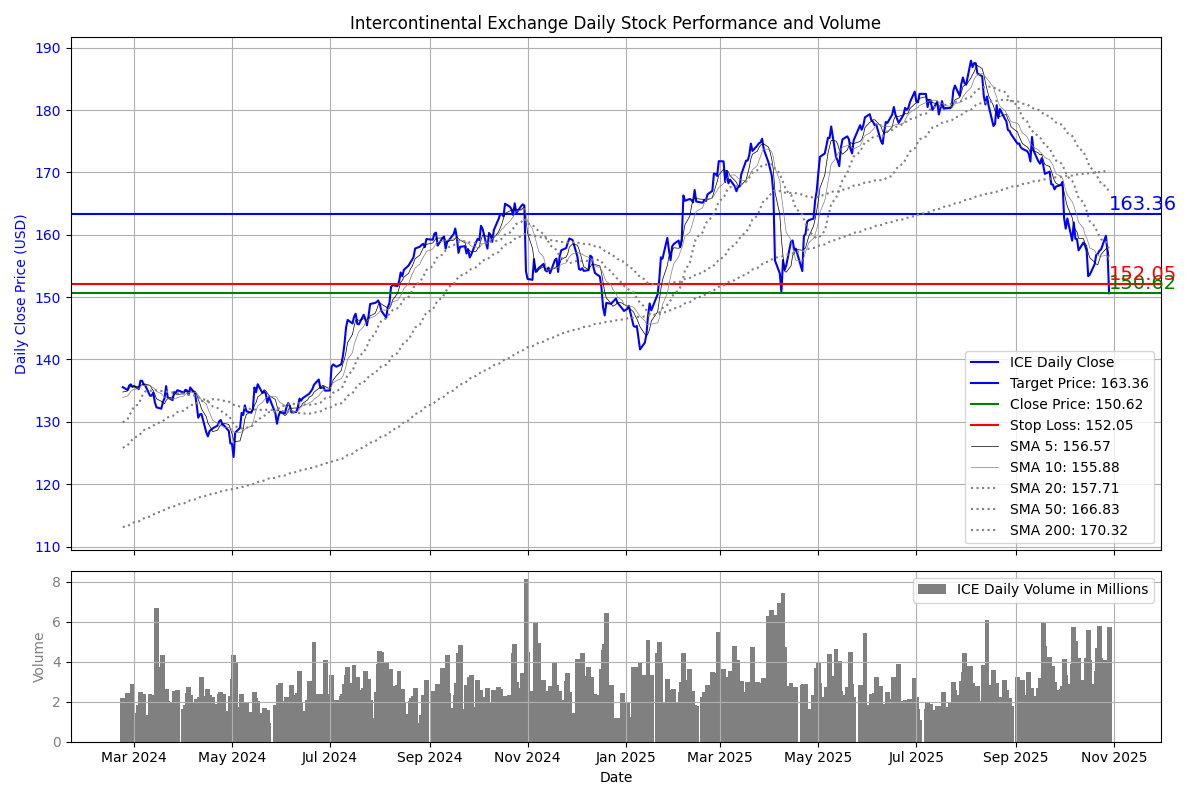 Intercontinental Exchange Daily Stock Performance and Volume
Daily Close Price (USD)
190
180
170
160
150
140
130
120
110
163.36
152.05
150.62
ICE Daily Close
Target Price: 163.36
Close Price: 150.62
Stop Loss: 152.05
SMA 5: 156.57
SMA 10: 155.88
SMA 20: 157.71
SMA 50: 166.83
SMA 200: 170.32
Volume
8
6
4
2
0
ICE Daily Volume in Millions
Mar 2024 May 2024 Jul 2024 Sep 2024 Nov 2024 Jan 2025 Mar 2025 May 2025 Jul 2025 Sep 2025 Nov 2025
Date